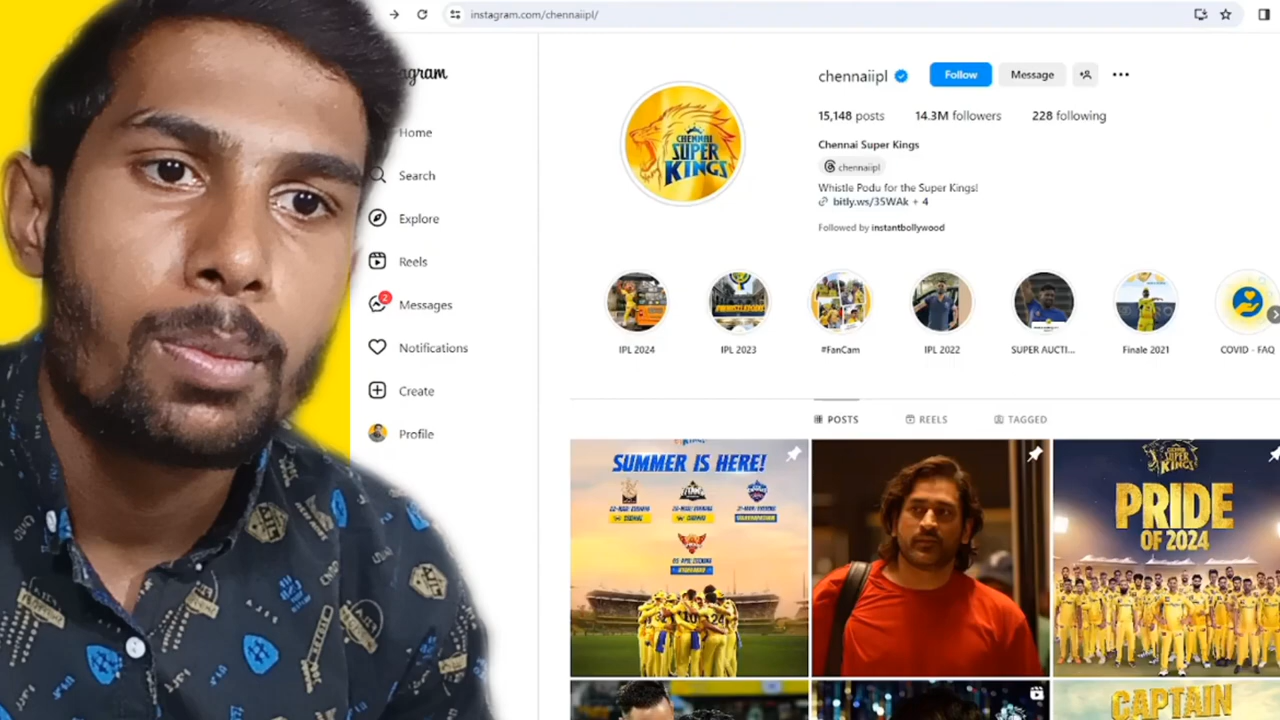 instagram.com/chennaiipl/
agram
Home
Search
Explore
Reels
2
Messages
Notifications
Create
Profile
chennaiipl
Follow
Message
15,148 posts
14.3M followers
228 following
Chennai Super Kings
chennaiipl
Whistle Podu for the Super Kings!
bitly.ws/35WAk + 4
Followed by instantbollywood
CHENNAI
SUPER
KINGS
IPL 2024
IPL 2023
#FanCam
IPL 2022
SUPER AUCTI...
Finale 2021
COVID - FAQ
POSTS
REELS
TAGGED
SUMMER IS HERE!
CHENNAI
SUPER
KINGS
PRIDE
OF 2024
CAPTAIN